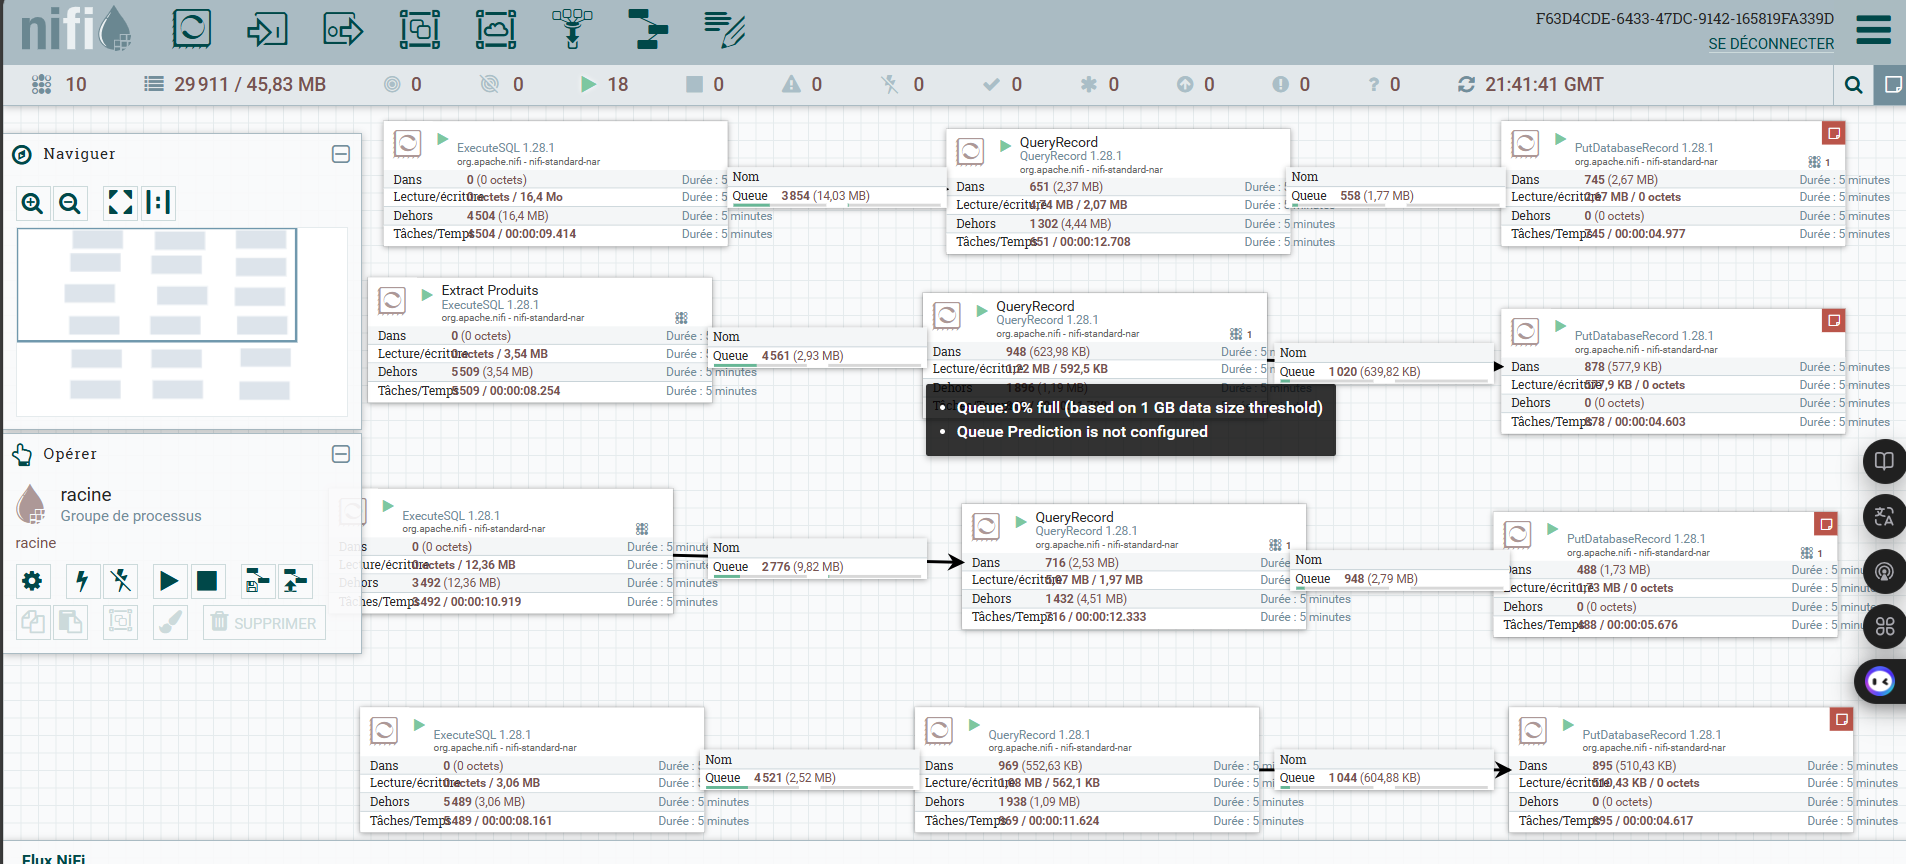 nifi
F63D4CDE-6433-47DC-9142-165819FA339D
SE DÉCONNECTER
10
29 911 / 45,83 MB
0
0
18
0
0
0
0
0
0
0
0
21:41:41 GMT
Naviguer
Opérer
racine
Groupe de processus
racine
SUPPRIMER
ExecuteSQL 1.28.1
org.apache.nifi - nifi-standard-nar
Dans 0 (0 octets) Durée : 5
Lecture/écriture octets / 16,4 Mo
Dehors 4 504 (16,4 MB) Durée : 5 minutes
Tâches/Temps 4504 / 00:00:09.414 Durée : 5 minutes
Nom
Queue 3 854 (14,03 MB)
QueryRecord
QueryRecord 1.28.1
org.apache.nifi - nifi-standard-nar
Dans 651 (2,37 MB) Durée : 5
Lecture/écriture 4,74 MB / 2,07 MB
Dehors 1 302 (4,44 MB) Durée : 5 minutes
Tâches/Temps 651 / 00:00:12.708 Durée : 5 minutes
Nom
Queue 558 (1,77 MB)
PutDatabaseRecord 1.28.1
org.apache.nifi - nifi-standard-nar
1
Dans 745 (2,67 MB) Durée : 5 minutes
Lecture/écriture 2,67 MB / 0 octets Durée : 5 minutes
Dehors 0 (0 octets) Durée : 5 minutes
Tâches/Temps 745 / 00:00:04.977 Durée : 5 minutes
Extract Produits
ExecuteSQL 1.28.1
org.apache.nifi - nifi-standard-nar
Dans 0 (0 octets) Durée :
Lecture/écriture octets / 3,54 MB Durée :
Dehors 5 509 (3,54 MB) Durée : 5 minutes
Tâches/Temps 5509 / 00:00:08.254 Durée : 5 minutes
Nom
Queue 4 561 (2,93 MB)
QueryRecord
QueryRecord 1.28.1
org.apache.nifi - nifi-standard-nar
1
Dans 948 (623,98 KB) Durée : 5 m
Lecture/écriture 1,22 MB / 592,5 KB Durée : 5
Dehors 1 896 (1,19 MB)
Queue: 0% full (based on 1 GB data size threshold)
Queue Prediction is not configured
Nom
Queue 1 020 (639,82 KB)
PutDatabaseRecord 1.28.1
org.apache.nifi - nifi-standard-nar
Dans 878 (577,9 KB) Durée : 5 minutes
Lecture/écriture 577,9 KB / 0 octets Durée : 5 minutes
Dehors 0 (0 octets) Durée : 5 minutes
Tâches/Temps 878 / 00:00:04.603 Durée : 5 minutes
ExecuteSQL 1.28.1
org.apache.nifi - nifi-standard-nar
Dans 0 (0 octets) Durée : 5 minute
Lecture/écriture octets / 12,36 MB Durée : 5
Dehors 3 492 (12,36 MB) Durée : 5 minutes
Tâches/Temps 3492 / 00:00:10.919 Durée : 5 minutes
Nom
Queue 2 776 (9,82 MB)
QueryRecord
QueryRecord 1.28.1
org.apache.nifi - nifi-standard-nar
1
Dans 716 (2,53 MB) Durée
Lecture/écriture 5,07 MB / 1,97 MB Durée
Dehors 1 432 (4,51 MB) Durée : 5 minutes
Tâches/Temps 716 / 00:00:12.333 Durée : 5 minutes
Nom
Queue 948 (2,79 MB)
PutDatabaseRecord 1.28.1
org.apache.nifi - nifi-standard-nar
1
Dans 488 (1,73 MB) Durée : 5 minutes
Lecture/écriture 1,73 MB / 0 octets Durée : 5 minut
Dehors 0 (0 octets) Durée : 5 minutes
Tâches/Temps 488 / 00:00:05.676 Durée : 5 minu
ExecuteSQL 1.28.1
org.apache.nifi - nifi-standard-nar
Dans 0 (0 octets) Durée : 5
Lecture/écriture octets / 3,06 MB Durée : 5
Dehors 5 489 (3,06 MB) Durée : 5 minutes
Tâches/Temps 5489 / 00:00:08.161 Durée : 5 minutes
Nom
Queue 4 521 (2,52 MB)
QueryRecord 1.28.1
org.apache.nifi - nifi-standard-nar
Dans 969 (552,63 KB) Durée : 5 m
Lecture/écriture 1,08 MB / 562,1 KB Durée : 5
Dehors 1 938 (1,09 MB) Durée : 5 minutes
Tâches/Temps 969 / 00:00:11.624 Durée : 5 minutes
Nom
Queue 1 044 (604,88 KB)
PutDatabaseRecord 1.28.1
org.apache.nifi - nifi-standard-nar
Dans 895 (510,43 KB) Durée : 5 minutes
Lecture/écriture 510,43 KB / 0 octets Durée : 5 minutes
Dehors 0 (0 octets) Durée : 5 minutes
Tâches/Temps 895 / 00:00:04.617 Durée : 5 minutes
Flux NiFi